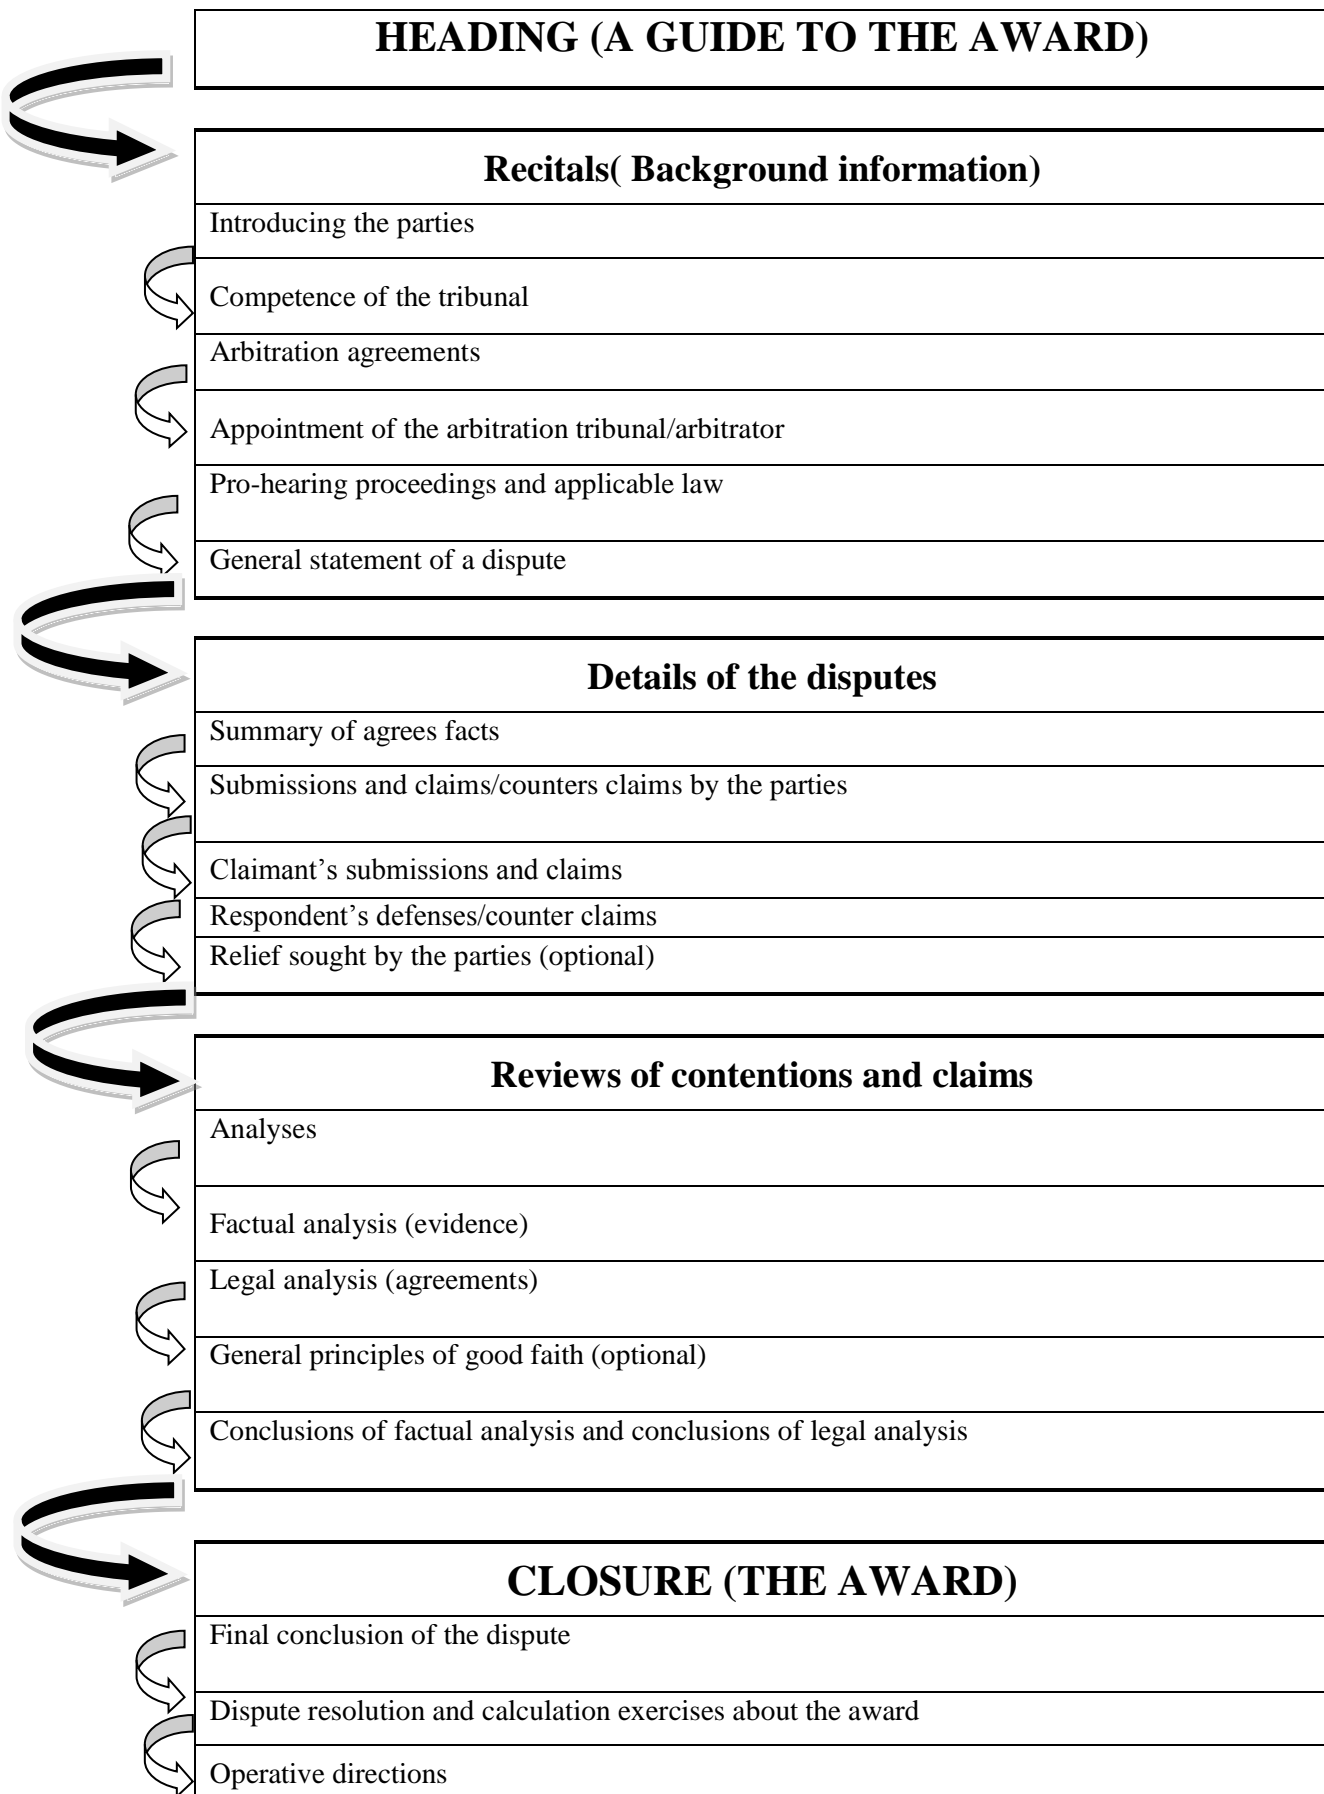 HEADING (A GUIDE TO THE AWARD)
Recitals( Background information)
Introducing the parties
Competence of the tribunal
Arbitration agreements
Appointment of the arbitration tribunal/arbitrator
Pro-hearing proceedings and applicable law
General statement of a dispute
Details of the disputes
Summary of agrees facts
Submissions and claims/counters claims by the parties
Claimant’s submissions and claims
Respondent’s defenses/counter claims
Relief sought by the parties (optional)
Reviews of contentions and claims
Analyses
Factual analysis (evidence)
Legal analysis (agreements)
General principles of good faith (optional)
Conclusions of factual analysis and conclusions of legal analysis
CLOSURE (THE AWARD)
Final conclusion of the dispute
Dispute resolution and calculation exercises about the award
Operative directions